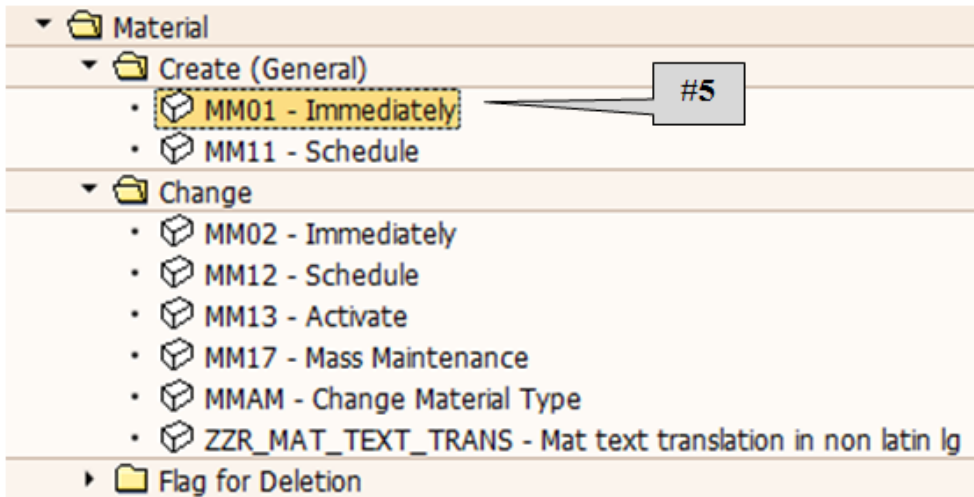 Material
Create (General)
MM01 - Immediately
#5
MM11 - Schedule
Change
MM02 - Immediately
MM12 - Schedule
MM13 - Activate
MM17 - Mass Maintenance
MMAM - Change Material Type
ZZR_MAT_TEXT_TRANS - Mat text translation in non latin lg
Flag for Deletion